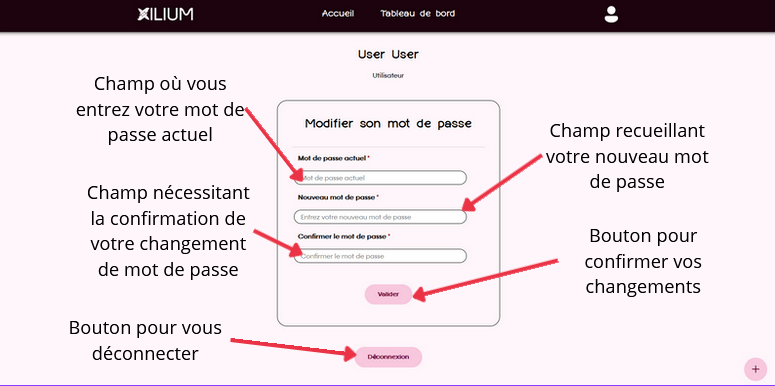 XILIUM
Accueil
Tableau de bord
User User
Utilisateur
Champ où vous
entrez votre mot de
passe actuel
Modifier son mot de passe
Champ recueillant
votre nouveau mot
de passe
Mot de passe actuel *
Mot de passe actuel
Nouveau mot de passe *
Entrez votre nouveau mot de passe
Champ nécessitant
la confirmation de
votre changement
de mot de passe
Confirmer le mot de passe *
Confirmer le mot de passe
Bouton pour
confirmer vos
changements
Valider
Bouton pour vous
déconnecter
Déconnexion
+